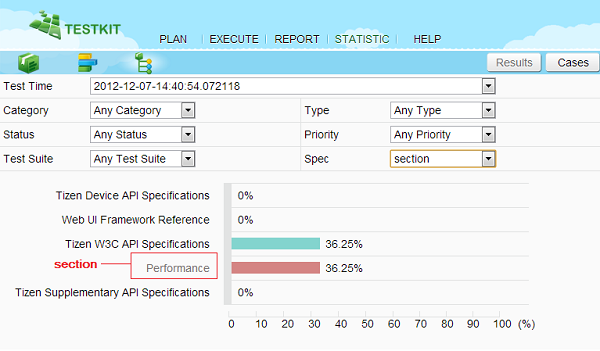 TESTKIT
PLAN EXECUTE REPORT STATISTIC HELP
Results Cases
Test Time 2012-12-07-14:40:54.072118
Category Any Category Type Any Type
Status Any Status Priority Any Priority
Test Suite Any Test Suite Spec section
Tizen Device API Specifications 0%
Web UI Framework Reference 0%
Tizen W3C API Specifications 36.25%
section Performance 36.25%
Tizen Supplementary API Specifications 0%
0 10 20 30 40 50 60 70 80 90 100 (%)